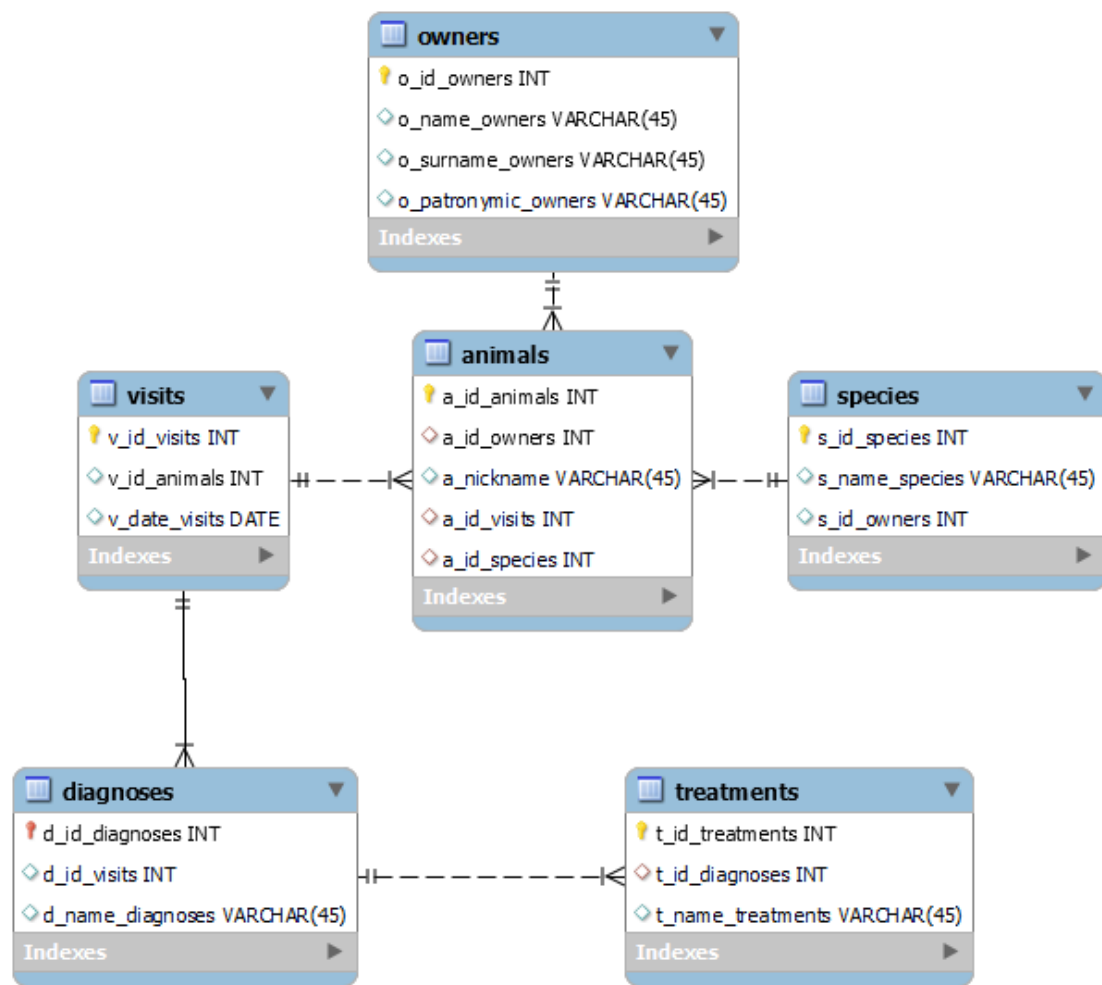 owners
o_id_owners INT
o_name_owners VARCHAR(45)
o_surname_owners VARCHAR(45)
o_patronymic_owners VARCHAR(45)
Indexes
animals
a_id_animals INT
a_id_owners INT
a_nickname VARCHAR(45)
a_id_visits INT
a_id_species INT
Indexes
visits
v_id_visits INT
v_id_animals INT
v_date_visits DATE
Indexes
species
s_id_species INT
s_name_species VARCHAR(45)
s_id_owners INT
Indexes
diagnoses
d_id_diagnoses INT
d_id_visits INT
d_name_diagnoses VARCHAR(45)
Indexes
treatments
t_id_treatments INT
t_id_diagnoses INT
t_name_treatments VARCHAR(45)
Indexes